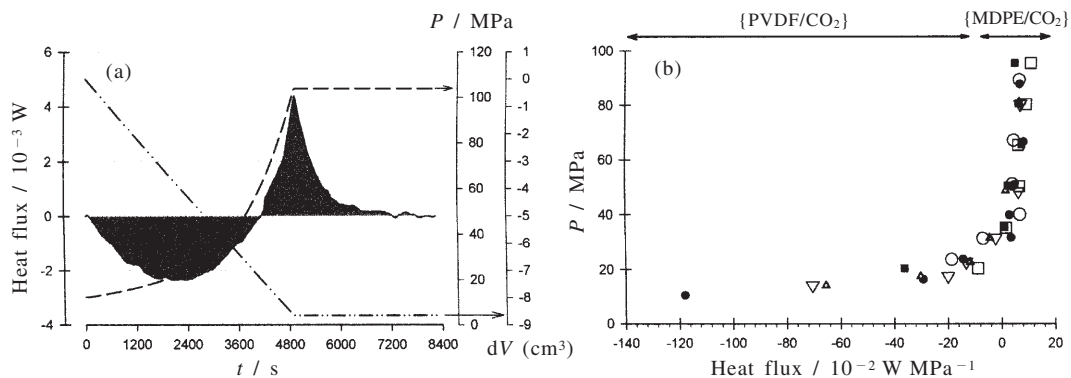 P / MPa
{PVDF/CO₂}
{MDPE/CO₂}
(a)
(b)
6
4
2
0
-2
-4
Heat flux / 10⁻³ W
0 1200 2400 3600 4800 6000 7200 8400
t / s
120
100
80
60
40
20
0
1
0
-1
-2
-3
-4
-5
-6
-7
-8
-9
dV (cm³)
100
80
60
40
20
0
P / MPa
-140 -120 -100 -80 -60 -40 -20 0 20
Heat flux / 10⁻² W MPa⁻¹